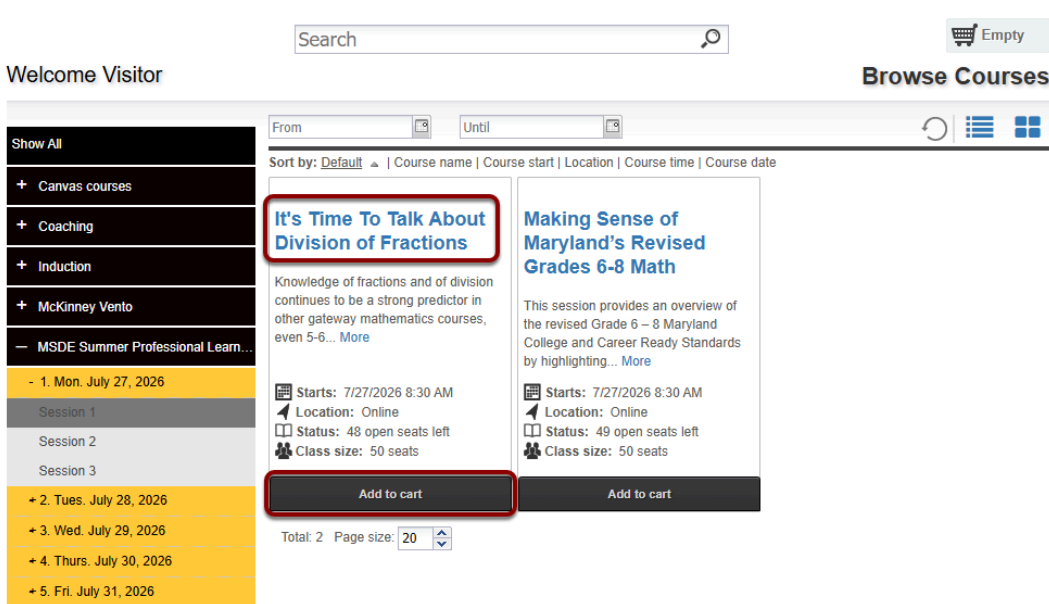 Search
Empty
Welcome Visitor
Browse Courses
From
Until
Show All
Sort by: Default | Course name | Course start | Location | Course time | Course date
+ Canvas courses
+ Coaching
+ Induction
+ McKinney Vento
– MSDE Summer Professional Learn...
- 1. Mon. July 27, 2026
Session 1
Session 2
Session 3
+ 2. Tues. July 28, 2026
+ 3. Wed. July 29, 2026
+ 4. Thurs. July 30, 2026
+ 5. Fri. July 31, 2026
It's Time To Talk About
Division of Fractions
Knowledge of fractions and of division
continues to be a strong predictor in
other gateway mathematics courses,
even 5-6... More
Starts: 7/27/2026 8:30 AM
Location: Online
Status: 48 open seats left
Class size: 50 seats
Add to cart
Making Sense of
Maryland’s Revised
Grades 6-8 Math
This session provides an overview of
the revised Grade 6 – 8 Maryland
College and Career Ready Standards
by highlighting... More
Starts: 7/27/2026 8:30 AM
Location: Online
Status: 49 open seats left
Class size: 50 seats
Add to cart
Total: 2 Page size: 20